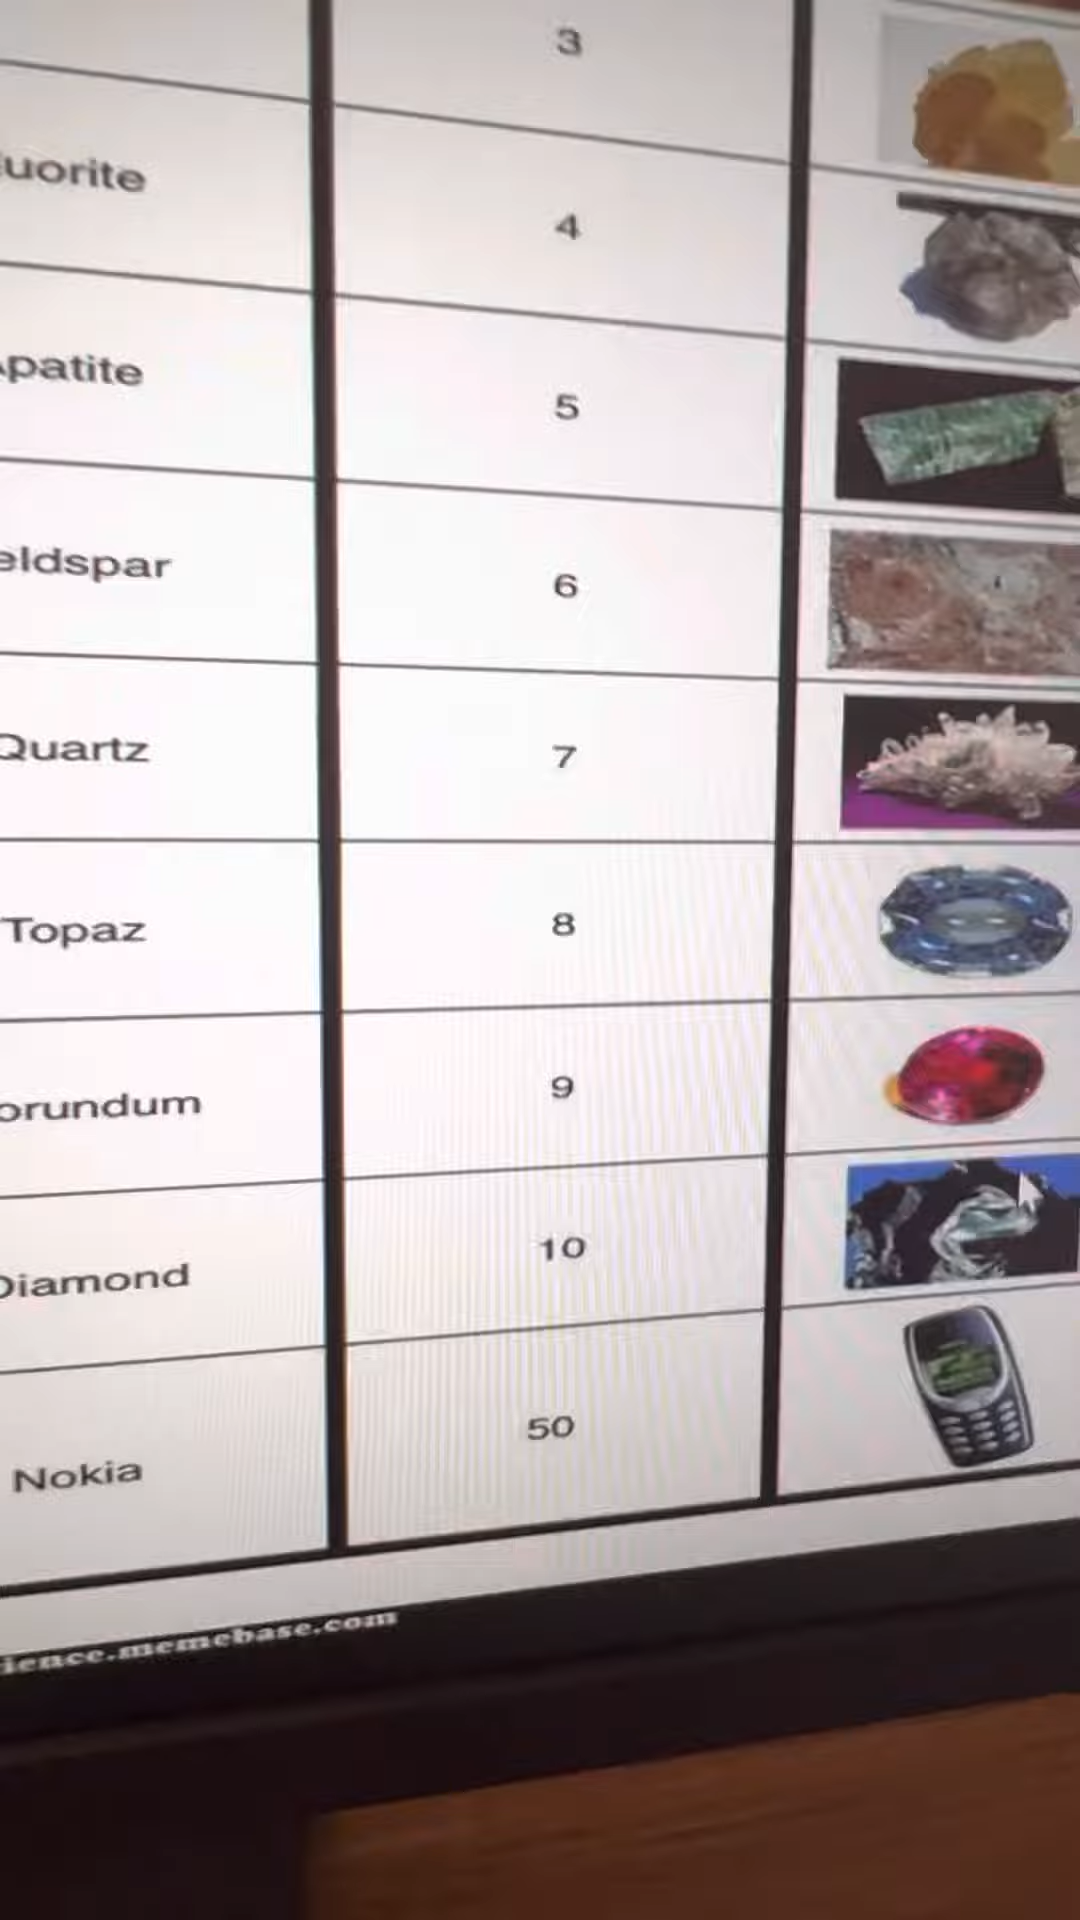 3
uorite 4
patite 5
eldspar 6
Quartz 7
Topaz 8
orundum 9
Diamond 10
Nokia 50
ience.memebase.com